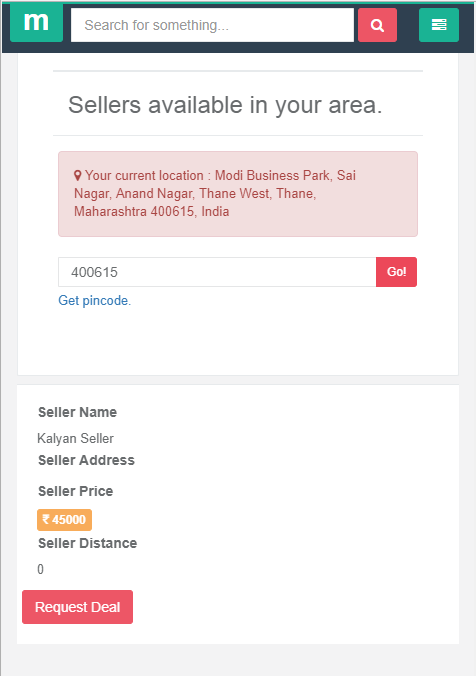 m
Search for something...
Sellers available in your area.
Your current location : Modi Business Park, Sai
Nagar, Anand Nagar, Thane West, Thane,
Maharashtra 400615, India
400615 Go!
Get pincode.
Seller Name
Kalyan Seller
Seller Address
Seller Price
₹ 45000
Seller Distance
0
Request Deal